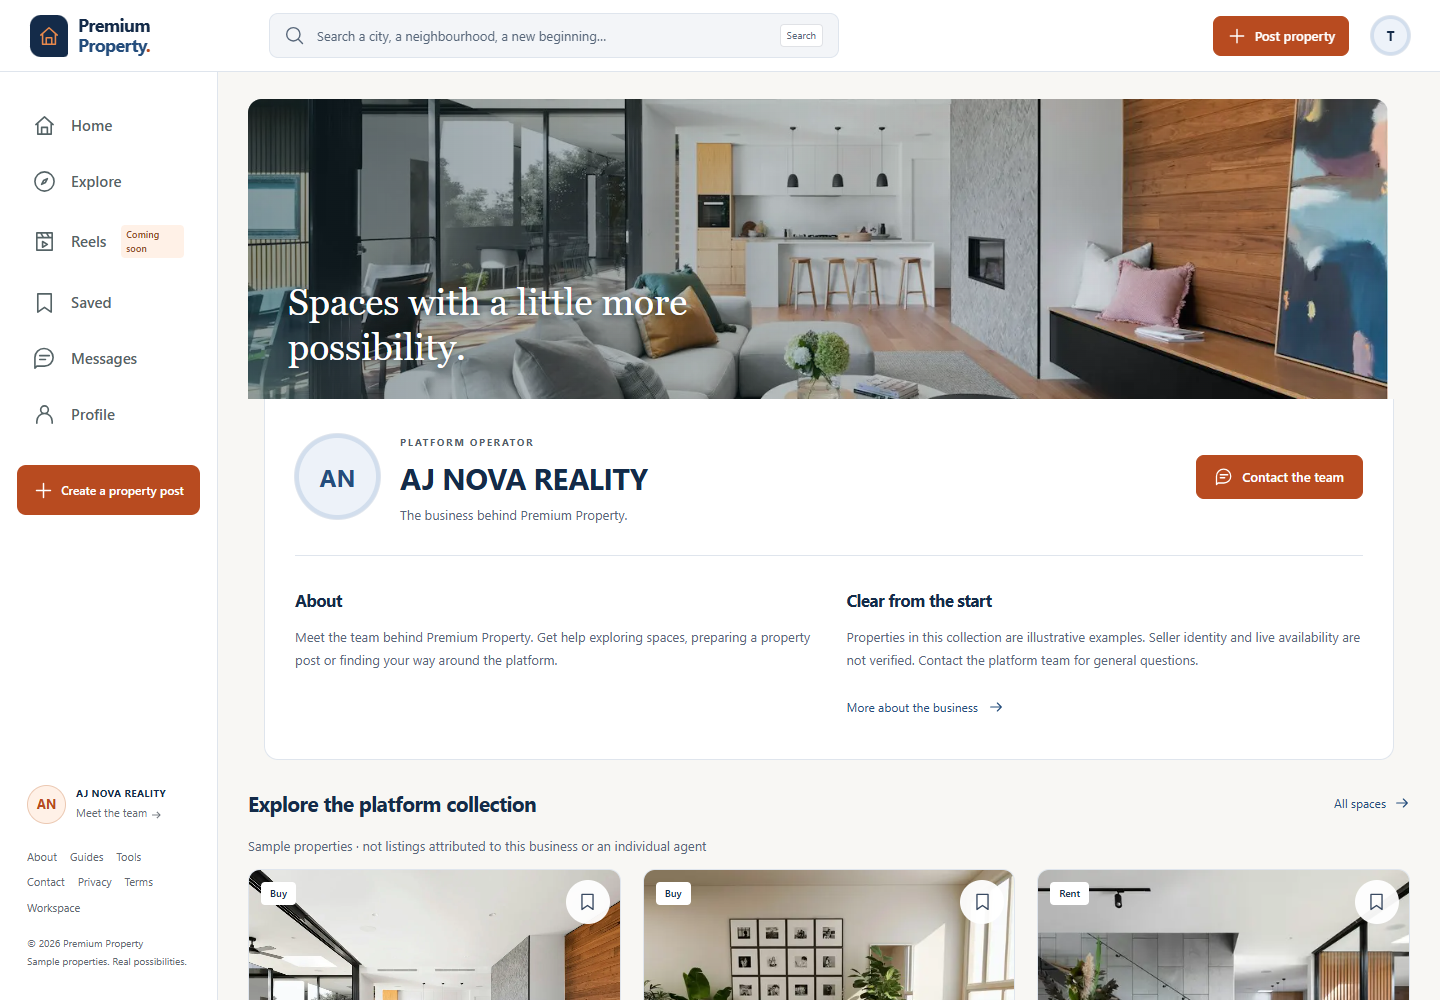 Premium
Property.
Search a city, a neighbourhood, a new beginning...
Search
Post property
T
Home
Explore
Reels
Coming
soon
Saved
Messages
Profile
Create a property post
AN
AJ NOVA REALITY
Meet the team →
About Guides Tools
Contact Privacy Terms
Workspace
© 2026 Premium Property
Sample properties. Real possibilities.
Spaces with a little more
possibility.
AN
PLATFORM OPERATOR
AJ NOVA REALITY
The business behind Premium Property.
Contact the team
About
Meet the team behind Premium Property. Get help exploring spaces, preparing a property
post or finding your way around the platform.
Clear from the start
Properties in this collection are illustrative examples. Seller identity and live availability are
not verified. Contact the platform team for general questions.
More about the business →
Explore the platform collection
All spaces →
Sample properties · not listings attributed to this business or an individual agent
Buy
Buy
Rent